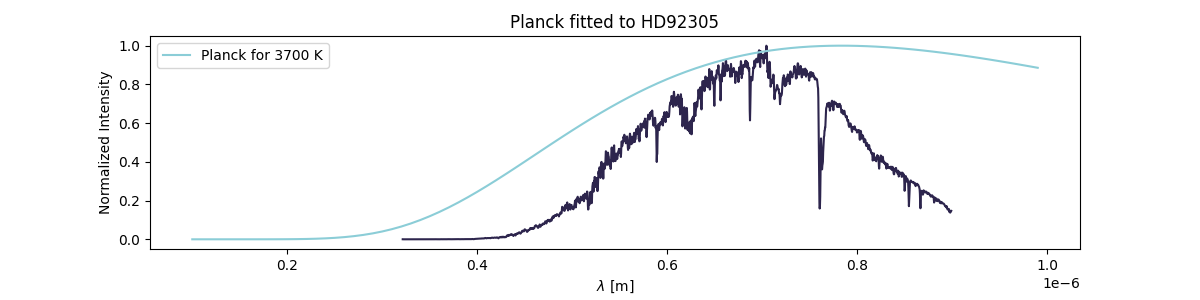 Planck fitted to HD92305
Planck for 3700 K
Normalized Intensity
1.0
0.8
0.6
0.4
0.2
0.0
0.2 0.4 0.6 0.8 1.0
1e−6
λ [m]